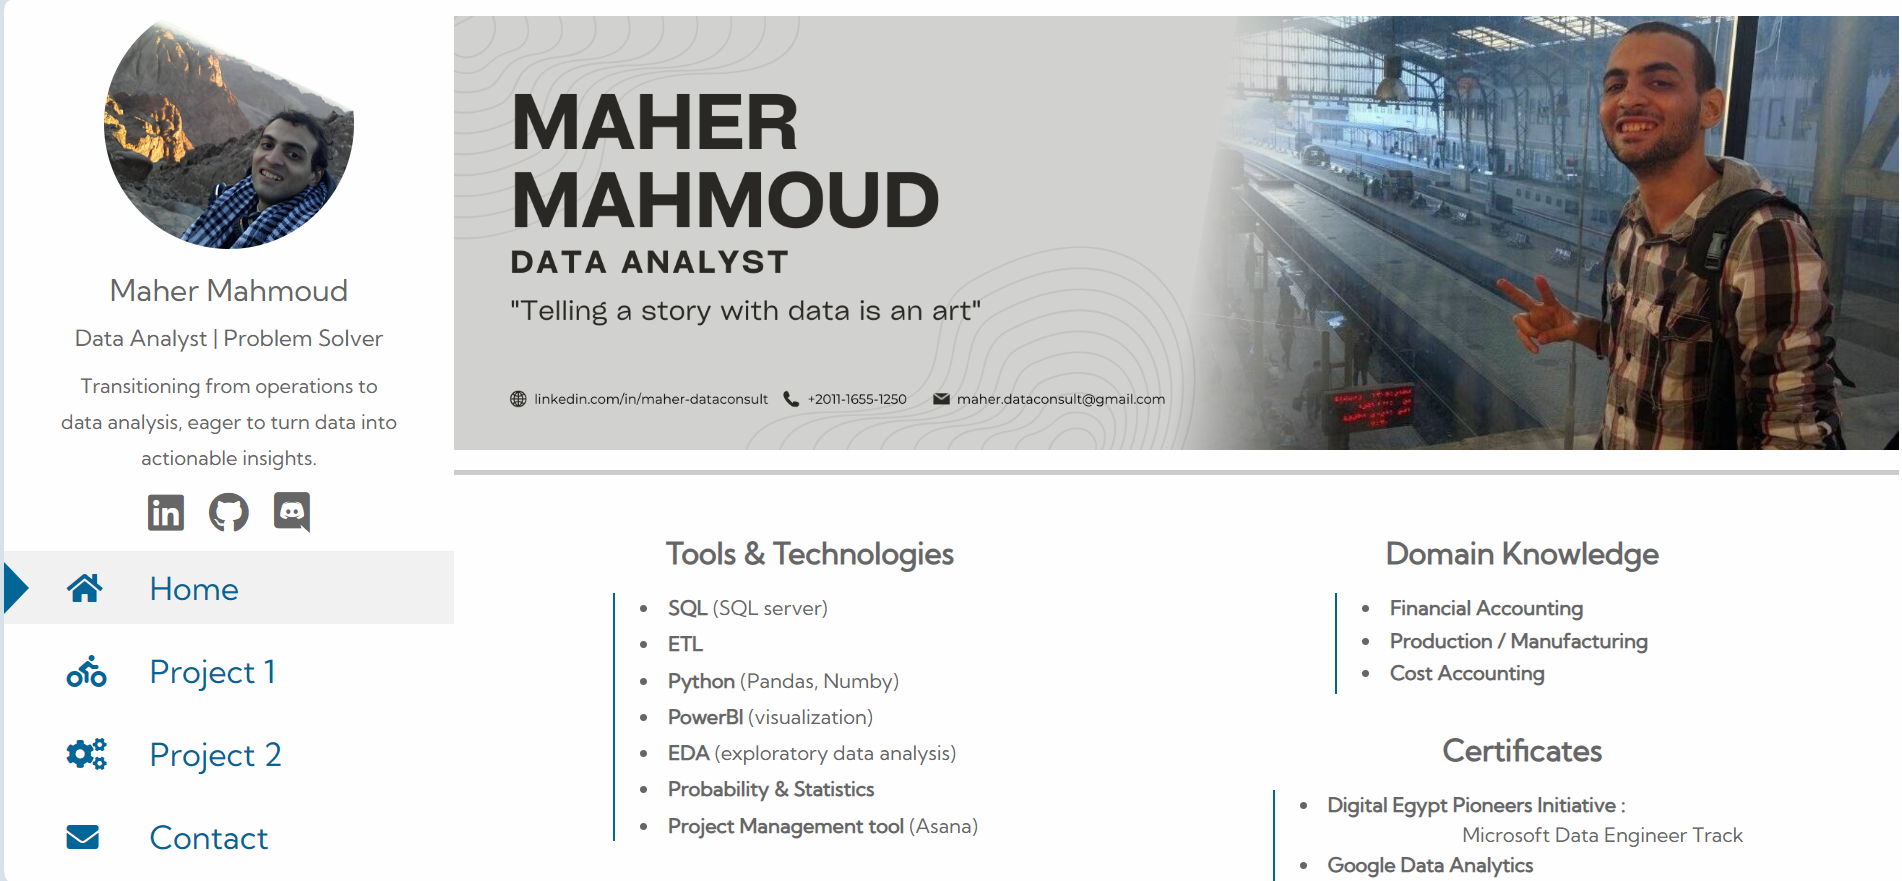 Maher Mahmoud
Data Analyst | Problem Solver
Transitioning from operations to
data analysis, eager to turn data into
actionable insights.
in
Home
Project 1
Project 2
Contact
MAHER
MAHMOUD
DATA ANALYST
"Telling a story with data is an art"
linkedin.com/in/maher-dataconsult +2011-1655-1250 maher.dataconsult@gmail.com
Tools & Technologies
• SQL (SQL server)
• ETL
• Python (Pandas, Numby)
• PowerBI (visualization)
• EDA (exploratory data analysis)
• Probability & Statistics
• Project Management tool (Asana)
Domain Knowledge
• Financial Accounting
• Production / Manufacturing
• Cost Accounting
Certificates
• Digital Egypt Pioneers Initiative :
Microsoft Data Engineer Track
• Google Data Analytics